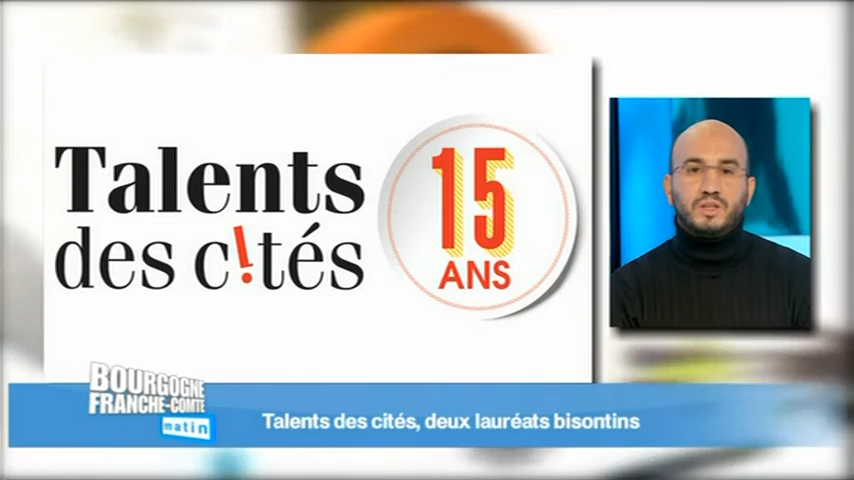 Talents
des c!tés
15
ANS
BOURGOGNE
FRANCHE-COMTE
matin
Talents des cités, deux lauréats bisontins